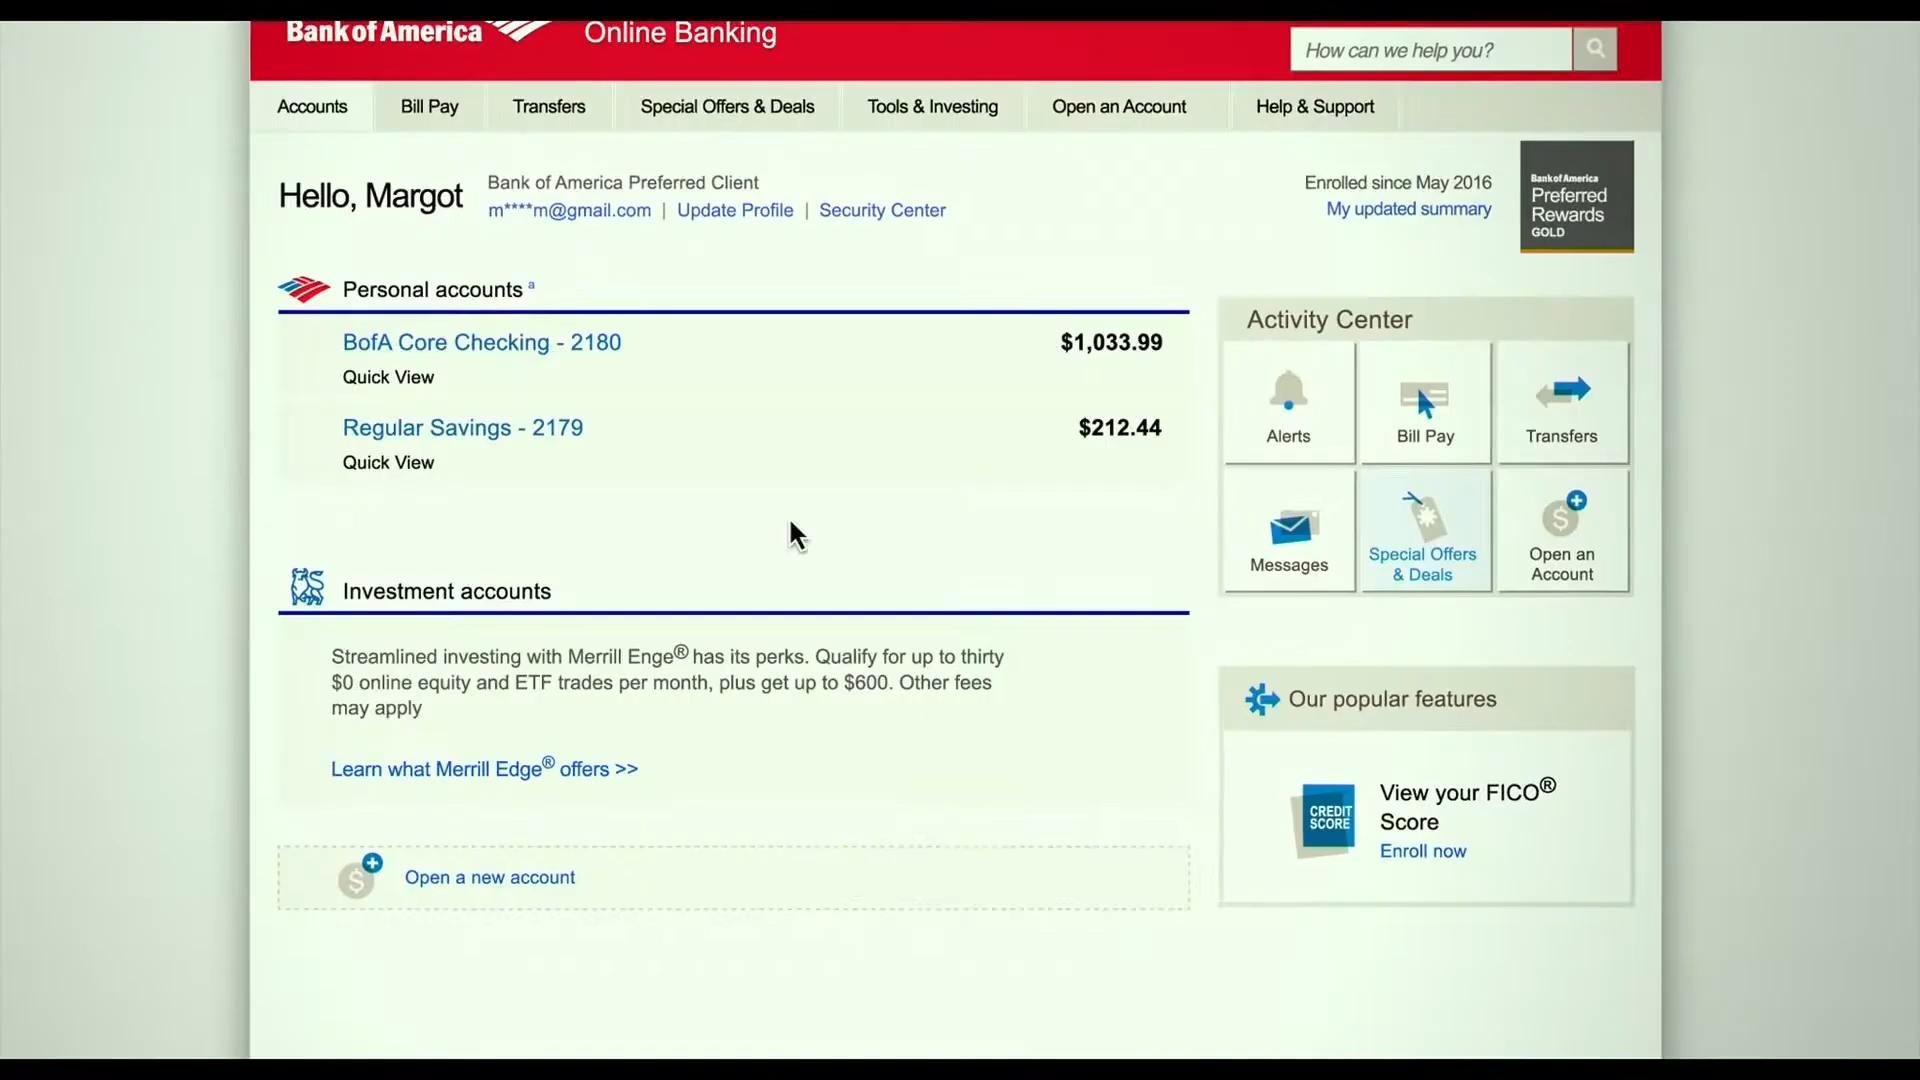 Bank of America
Online Banking
How can we help you?
Accounts
Bill Pay
Transfers
Special Offers & Deals
Tools & Investing
Open an Account
Help & Support
Hello, Margot
Bank of America Preferred Client
m****m@gmail.com | Update Profile | Security Center
Enrolled since May 2016
My updated summary
Bank of America
Preferred
Rewards
GOLD
Personal accounts a
BofA Core Checking - 2180
$1,033.99
Quick View
Regular Savings - 2179
$212.44
Quick View
Activity Center
Alerts
Bill Pay
Transfers
Messages
Special Offers
& Deals
Open an
Account
Investment accounts
Streamlined investing with Merrill Enge® has its perks. Qualify for up to thirty
$0 online equity and ETF trades per month, plus get up to $600. Other fees
may apply
Learn what Merrill Edge® offers >>
Open a new account
Our popular features
CREDIT
SCORE
View your FICO®
Score
Enroll now